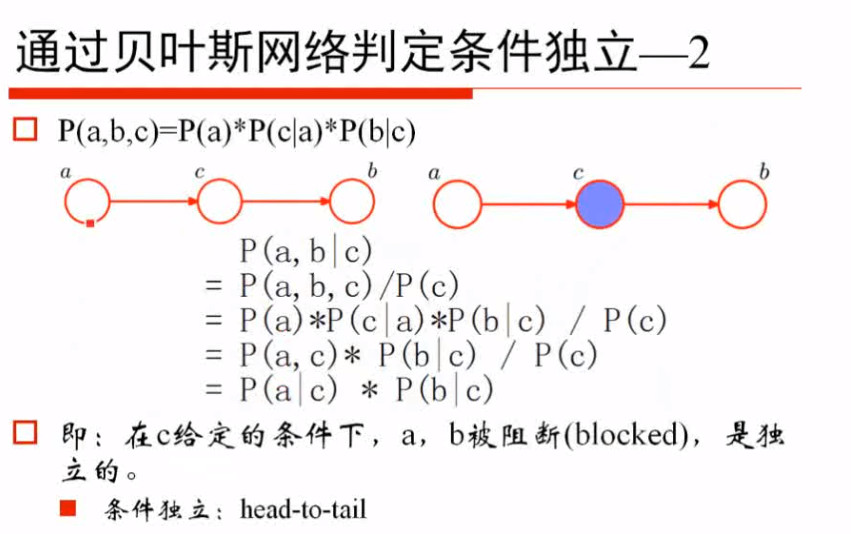 通过贝叶斯网络判定条件独立—2
P(a,b,c)=P(a)*P(c|a)*P(b|c)
a c b a c b
P(a,b|c)
= P(a,b,c)/P(c)
= P(a)*P(c|a)*P(b|c) / P(c)
= P(a,c)* P(b|c) / P(c)
= P(a|c) * P(b|c)
即：在c给定的条件下，a，b被阻断(blocked)，是独
立的。
条件独立：head-to-tail